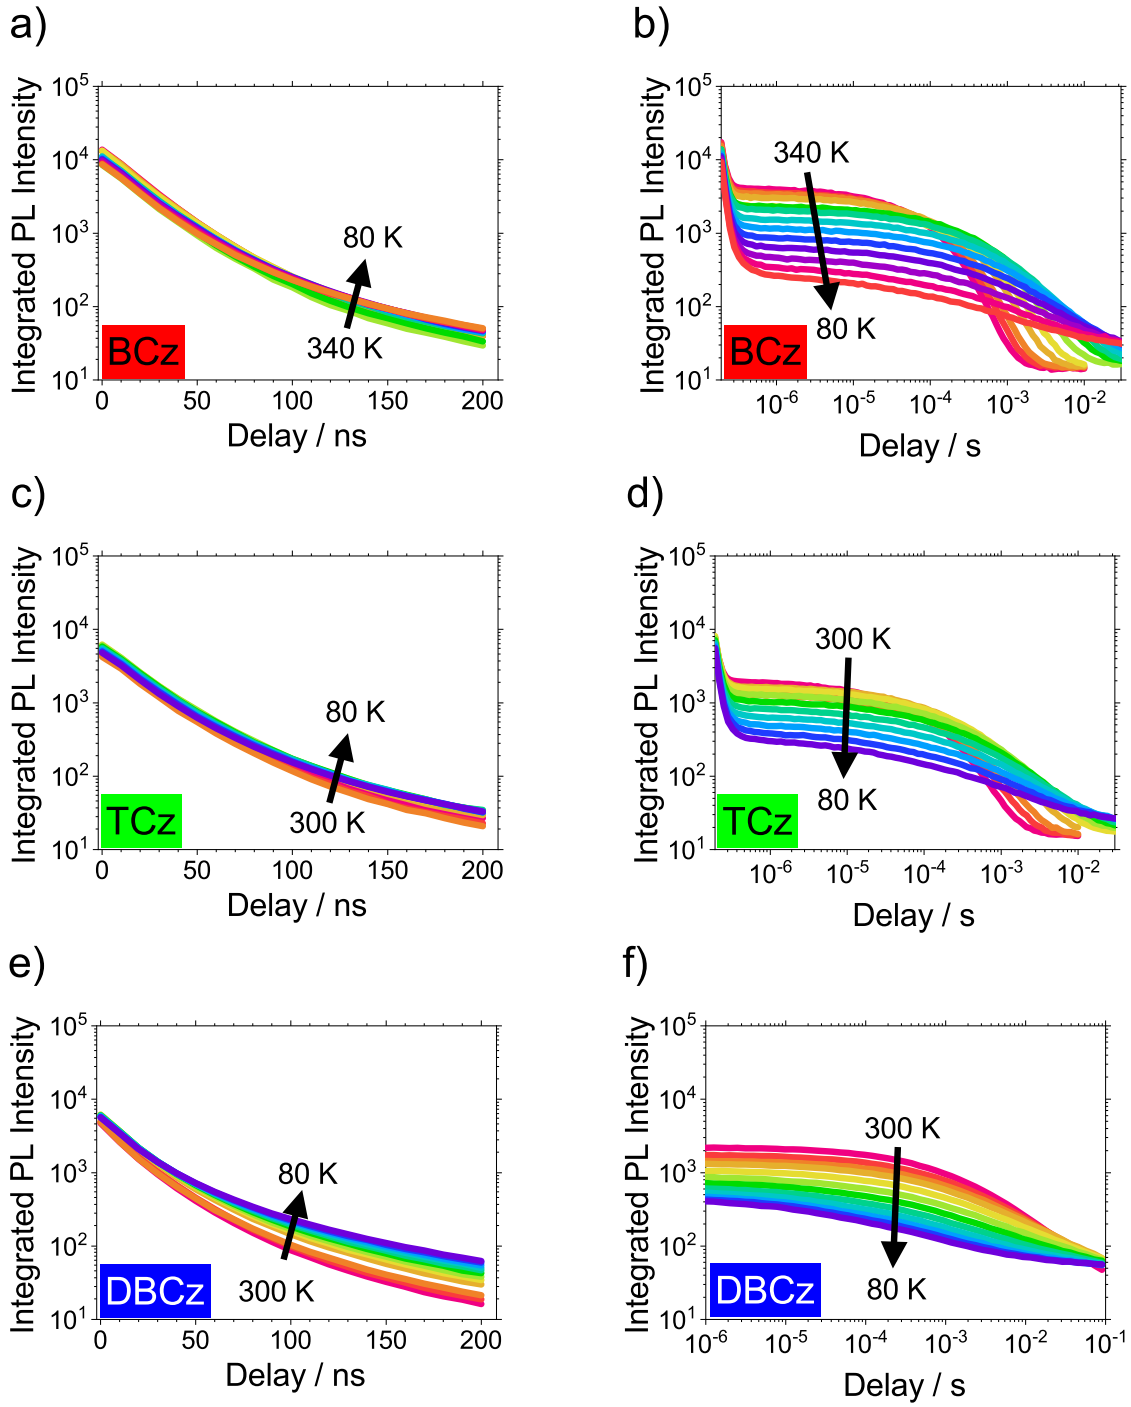 a)
Integrated PL Intensity
10^5
10^4
10^3
10^2
10^1
80 K
340 K
BCz
0 50 100 150 200
Delay / ns
b)
Integrated PL Intensity
10^5
10^4
10^3
10^2
10^1
340 K
80 K
BCz
10^-6 10^-5 10^-4 10^-3 10^-2
Delay / s
c)
Integrated PL Intensity
10^5
10^4
10^3
10^2
10^1
80 K
300 K
TCz
0 50 100 150 200
Delay / ns
d)
Integrated PL Intensity
10^5
10^4
10^3
10^2
10^1
300 K
80 K
TCz
10^-6 10^-5 10^-4 10^-3 10^-2
Delay / s
e)
Integrated PL Intensity
10^5
10^4
10^3
10^2
10^1
80 K
300 K
DBCz
0 50 100 150 200
Delay / ns
f)
Integrated PL Intensity
10^5
10^4
10^3
10^2
10^1
300 K
80 K
DBCz
10^-6 10^-5 10^-4 10^-3 10^-2 10^-1
Delay / s